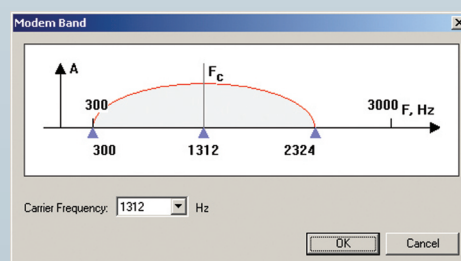 Modem Band
A
Fc
300
3000 F, Hz
300
1312
2324
Carrier Frequency: 1312 Hz
OK
Cancel